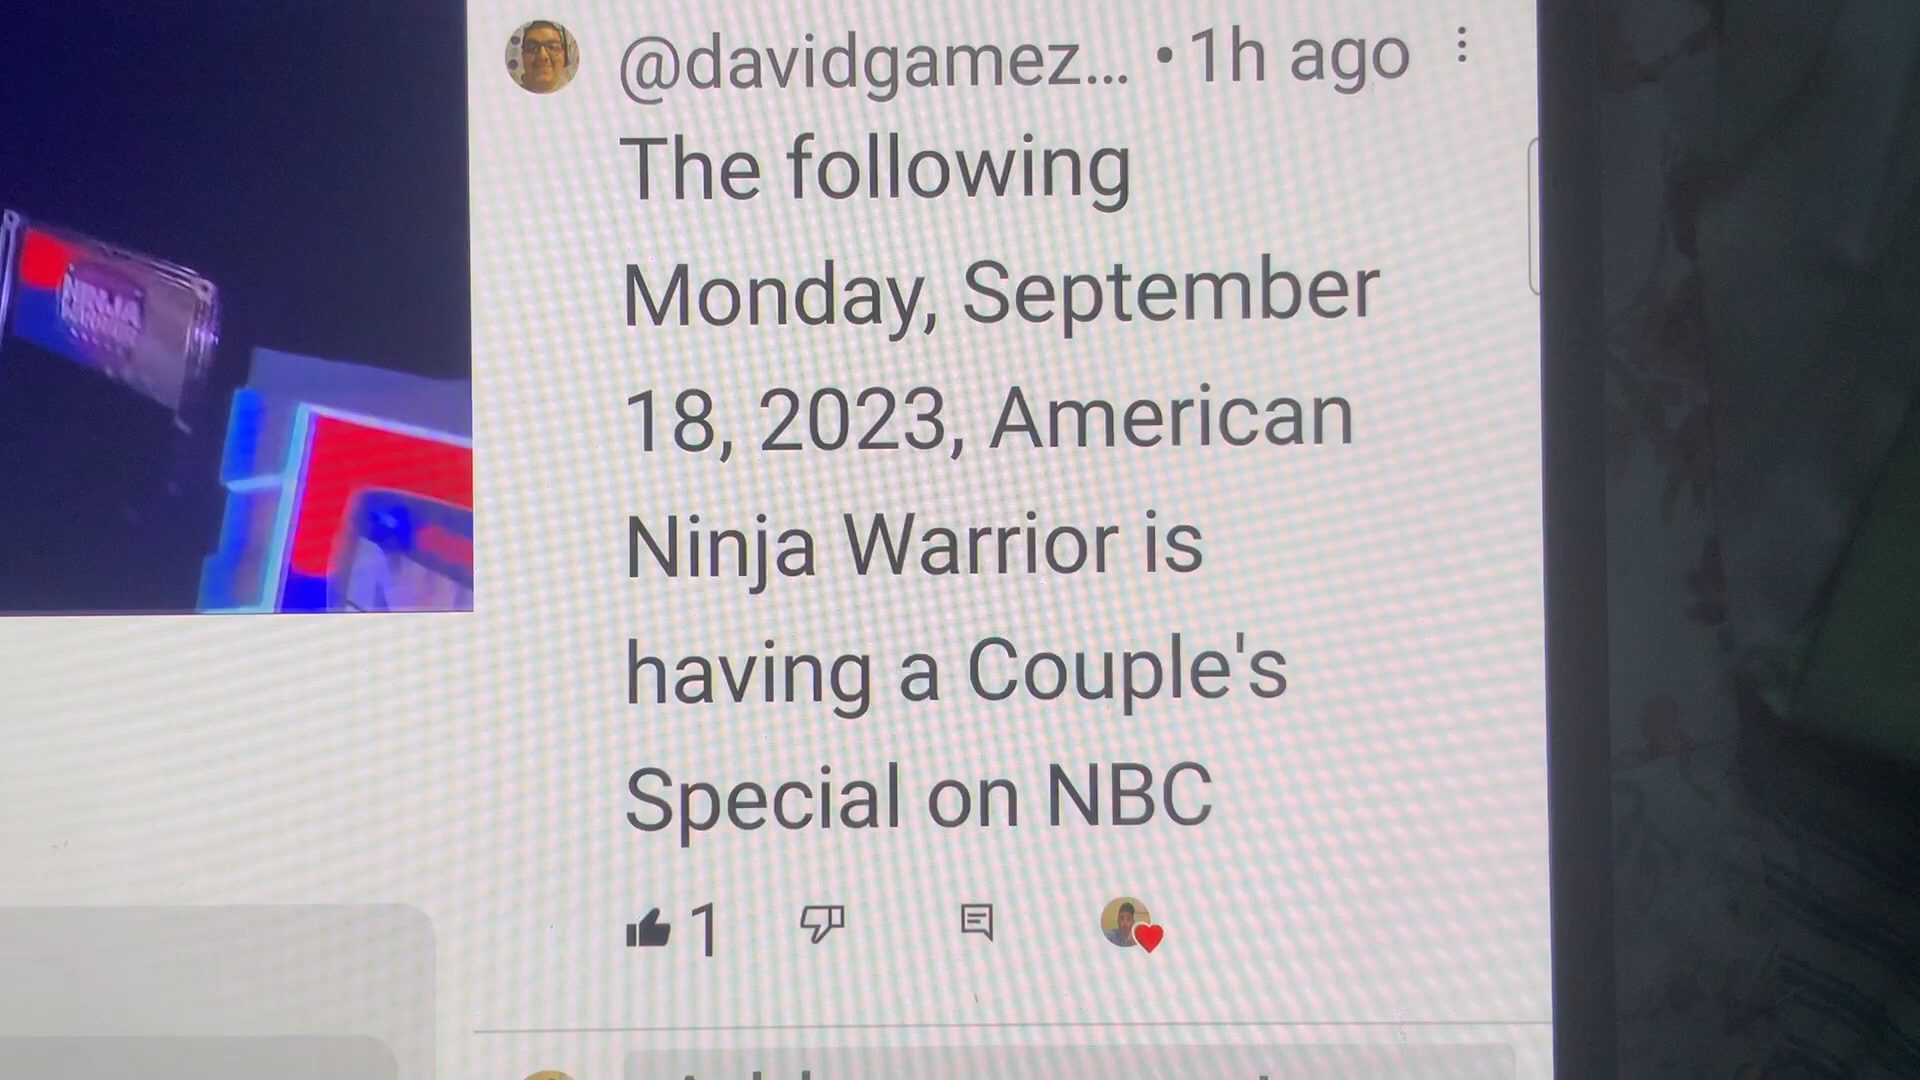 @davidgamez... • 1h ago
The following
Monday, September
18, 2023, American
Ninja Warrior is
having a Couple's
Special on NBC
1
NINJA